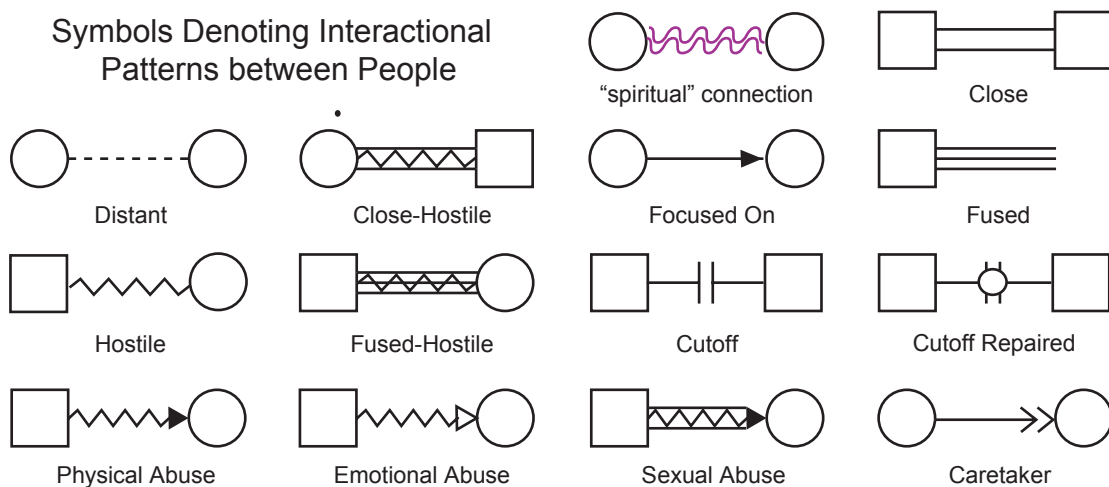 Symbols Denoting Interactional
Patterns between People
“spiritual” connection
Close
Distant
Close-Hostile
Focused On
Fused
Hostile
Fused-Hostile
Cutoff
Cutoff Repaired
Physical Abuse
Emotional Abuse
Sexual Abuse
Caretaker